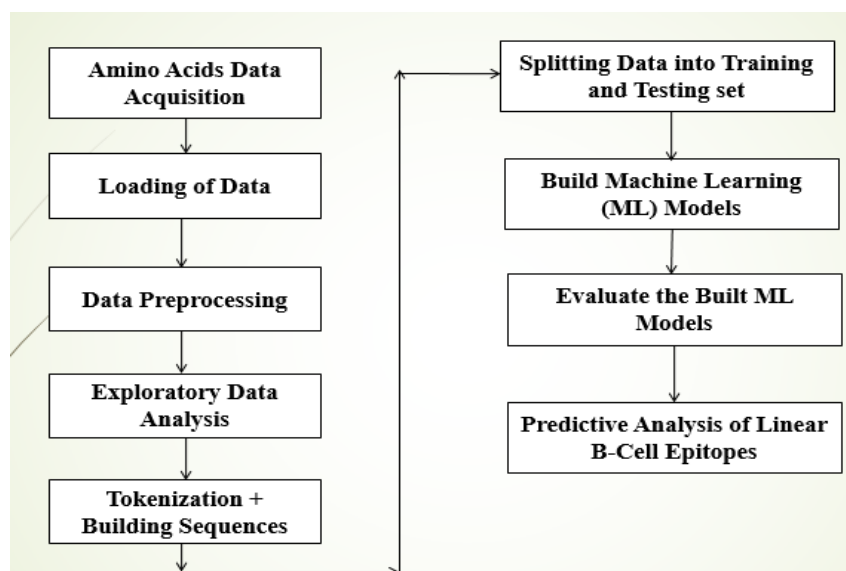 Amino Acids Data
Acquisition
Loading of Data
Data Preprocessing
Exploratory Data
Analysis
Tokenization +
Building Sequences
Splitting Data into Training
and Testing set
Build Machine Learning
(ML) Models
Evaluate the Built ML
Models
Predictive Analysis of Linear
B-Cell Epitopes